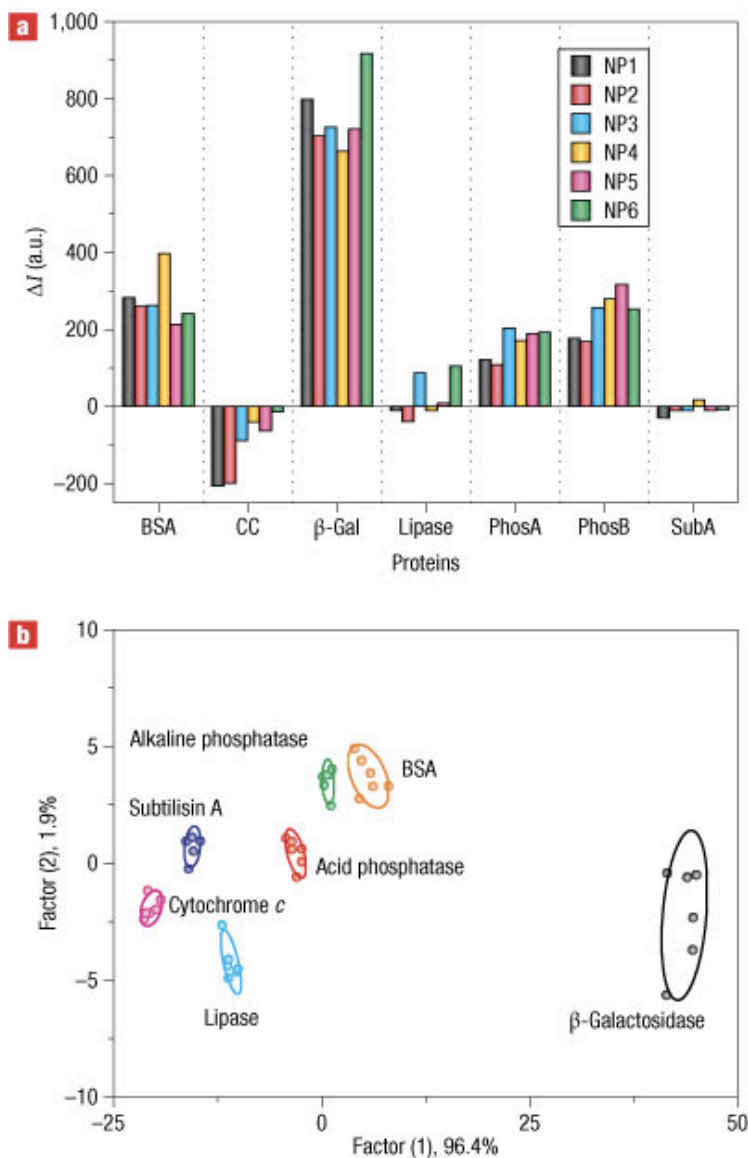 a
1,000
800
600
400
200
0
−200
ΔI (a.u.)
NP1
NP2
NP3
NP4
NP5
NP6
BSA CC β-Gal Lipase PhosA PhosB SubA
Proteins
b
10
5
0
−5
−10
Factor (2), 1.9%
Alkaline phosphatase
BSA
Subtilisin A
Acid phosphatase
Cytochrome c
Lipase
β-Galactosidase
−25 0 25 50
Factor (1), 96.4%